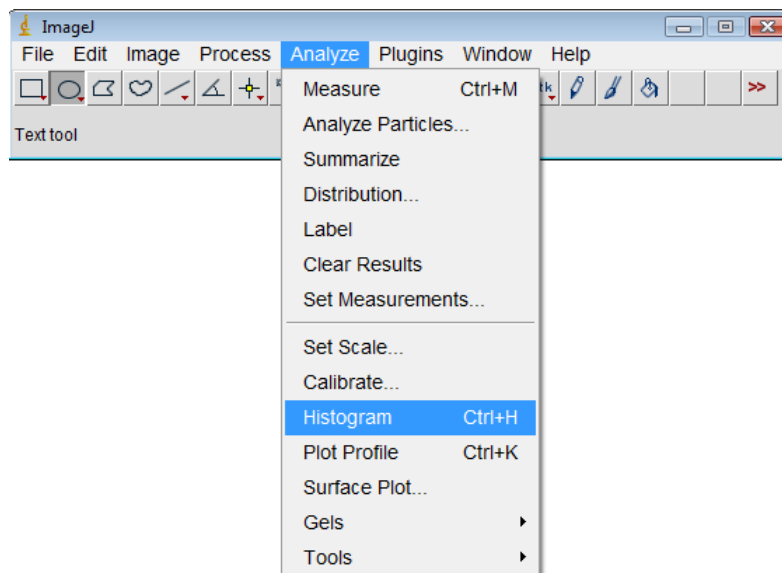 ImageJ
File Edit Image Process Analyze Plugins Window Help
>>
Text tool
Measure Ctrl+M
Analyze Particles...
Summarize
Distribution...
Label
Clear Results
Set Measurements...
Set Scale...
Calibrate...
Histogram Ctrl+H
Plot Profile Ctrl+K
Surface Plot...
Gels
Tools